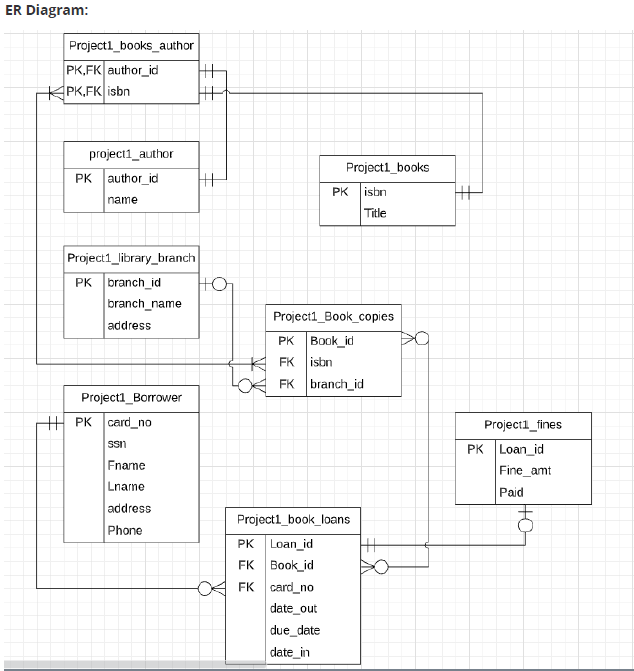 ER Diagram:
Project1_books_author
PK,FK author_id
PK,FK isbn
project1_author
PK author_id
name
Project1_books
PK isbn
Title
Project1_library_branch
PK branch_id
branch_name
address
Project1_Book_copies
PK Book_id
FK isbn
FK branch_id
Project1_Borrower
PK card_no
ssn
Fname
Lname
address
Phone
Project1_fines
PK Loan_id
Fine_amt
Paid
Project1_book_loans
PK Loan_id
FK Book_id
FK card_no
date_out
due_date
date_in